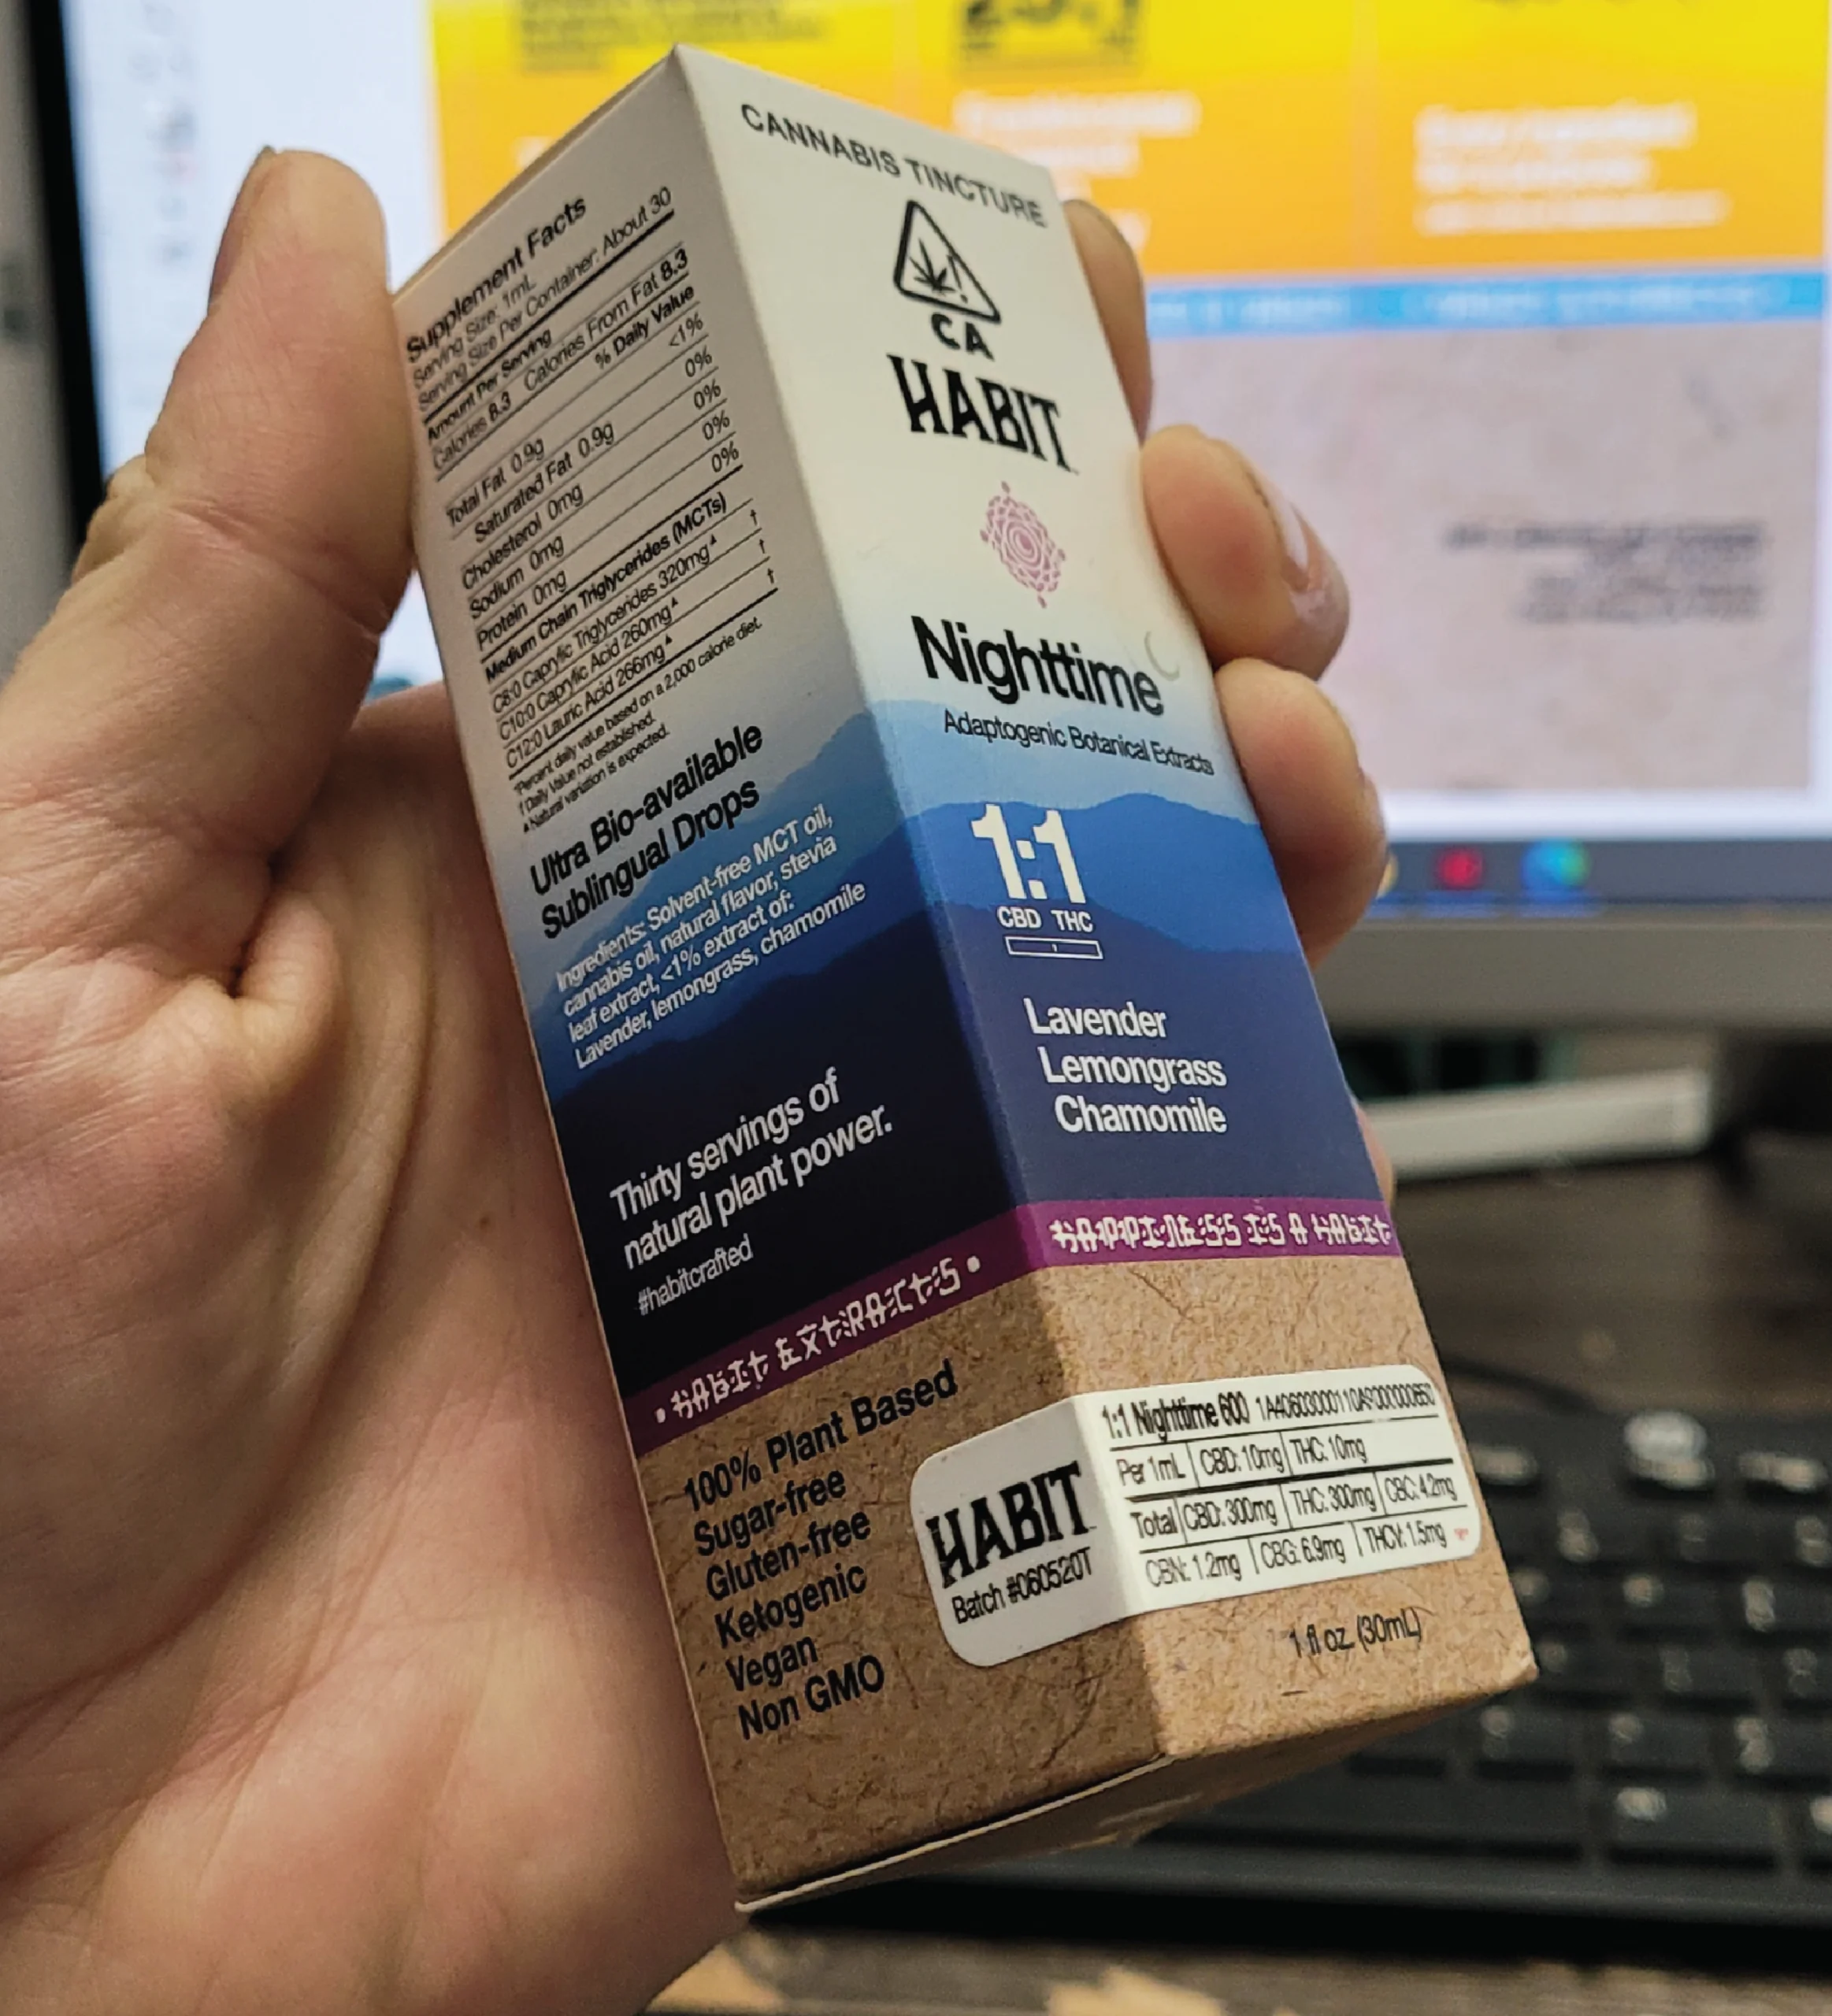 Supplement Facts
Serving Size: 1mL
Serving Size Per Container: About 30
Amount Per Serving
Calories 8.3 Calories From Fat 8.3
% Daily Value
Total Fat 0.9g <1%
Saturated Fat 0.9g 0%
Cholesterol 0mg 0%
Sodium 0mg 0%
Protein 0mg 0%
Medium Chain Triglycerides (MCTs)
C8:0 Caprylic Triglycerides 320mg▲ †
C10:0 Caprylic Acid 260mg▲ †
C12:0 Lauric Acid 266mg▲ †
*Percent daily value based on a 2,000 calorie diet.
† Daily Value not established.
▲Natural variation is expected.
Ultra Bio-available
Sublingual Drops
Ingredients: Solvent-free MCT oil,
cannabis oil, natural flavor, stevia
leaf extract, <1% extract of:
Lavender, lemongrass, chamomile
Thirty servings of
natural plant power.
#habitcrafted
• HABIT EXTRACTS •
100% Plant Based
Sugar-free
Gluten-free
Ketogenic
Vegan
Non GMO
CANNABIS TINCTURE
CA
HABIT
Nighttime
Adaptogenic Botanical Extracts
1:1
CBD THC
Lavender
Lemongrass
Chamomile
HAPPINESS IS A HABIT
HABIT
Batch #060520T
1:1 Nighttime 600
Per 1mL CBD: 10mg THC: 10mg
Total CBD: 300mg THC: 300mg CBC: 4.2mg
CBN: 1.2mg CBG: 6.9mg THCV: 1.5mg
1 fl oz. (30mL)